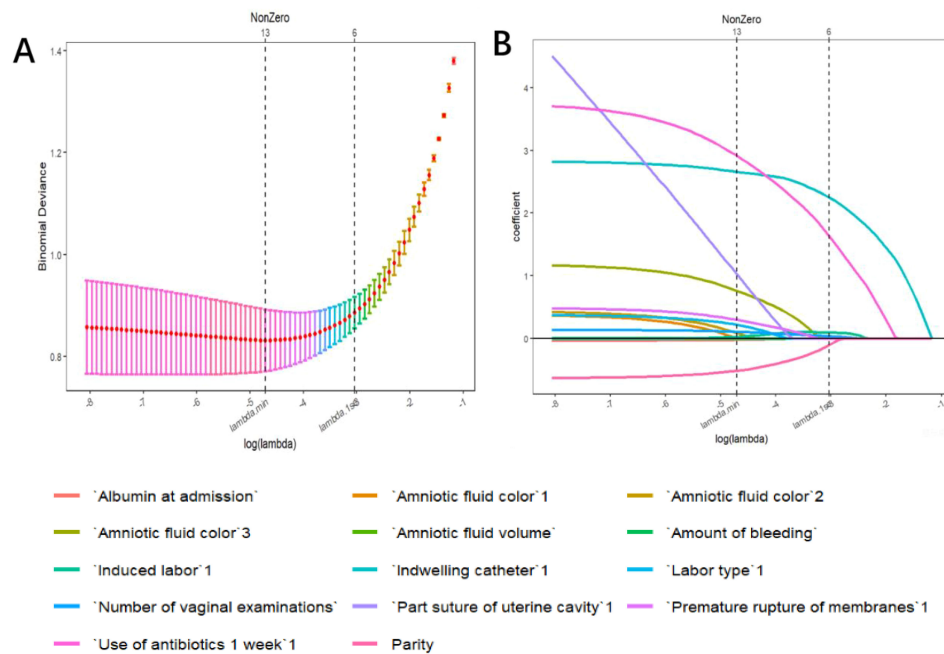 A
NonZero
13 6
1.4
1.2
1.0
0.8
Binomial Deviance
-8 -7 -6 -5 lambda.min -4 lambda.1se -2 -1
log(lambda)
B
NonZero
13 6
4
3
2
1
0
coefficient
-8 -7 -6 -5 lambda.min -4 lambda.1se -2 -1
log(lambda)
`Albumin at admission` `Amniotic fluid color`1 `Amniotic fluid color`2
`Amniotic fluid color`3 `Amniotic fluid volume` `Amount of bleeding`
`Induced labor`1 `Indwelling catheter`1 `Labor type`1
`Number of vaginal examinations` `Part suture of uterine cavity`1 `Premature rupture of membranes`1
`Use of antibiotics 1 week`1 Parity